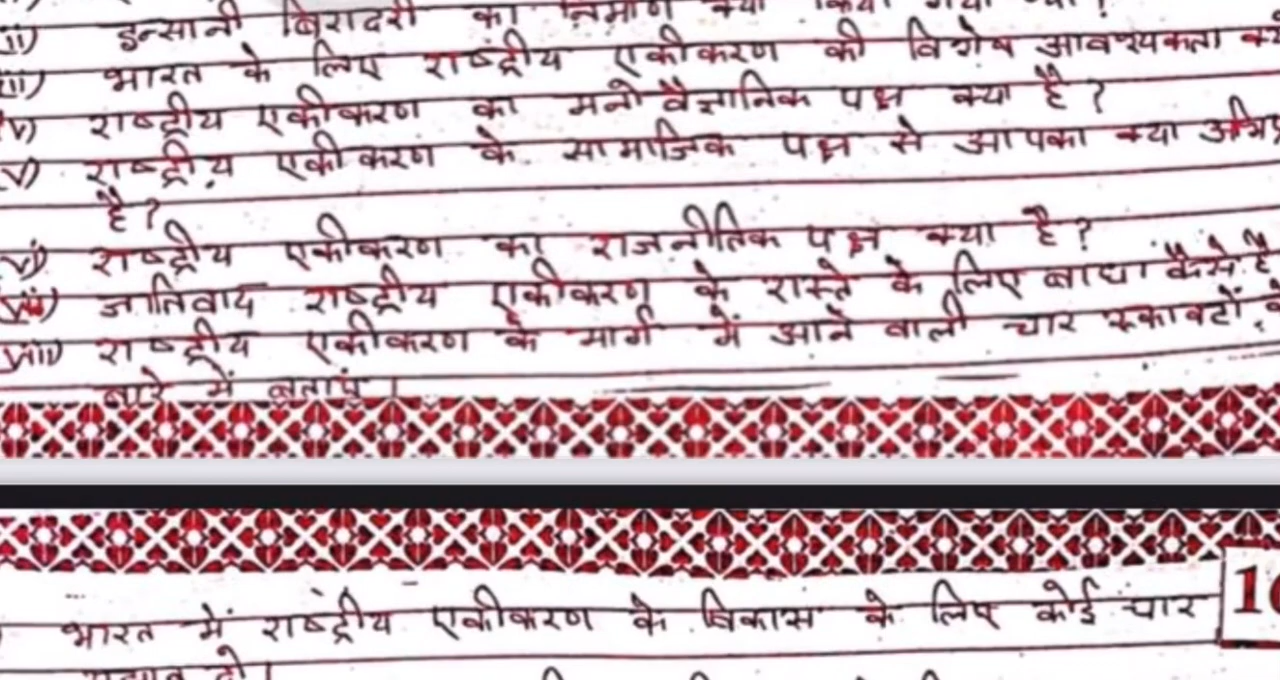 ii) इन्सानी बिरादरी का निर्माण क्यों किया गया था?
iii) भारत के लिए राष्ट्रीय एकीकरण की विशेष आवश्यकता
iv) राष्ट्रीय एकीकरण का मनोवैज्ञानिक पक्ष क्या है?
v) राष्ट्रीय एकीकरण के सामाजिक पक्ष से आपका क्या
है?
vi) राष्ट्रीय एकीकरण का राजनीतिक पक्ष क्या है?
vii) जातिवाद राष्ट्रीय एकीकरण के रास्ते के लिए बाधा कैसे है
viii) राष्ट्रीय एकीकरण के मार्ग में आने वाली चार रूकावटों के
बारे में बताएं।
भारत में राष्ट्रीय एकीकरण के विकास के लिए कोई चार
दो।